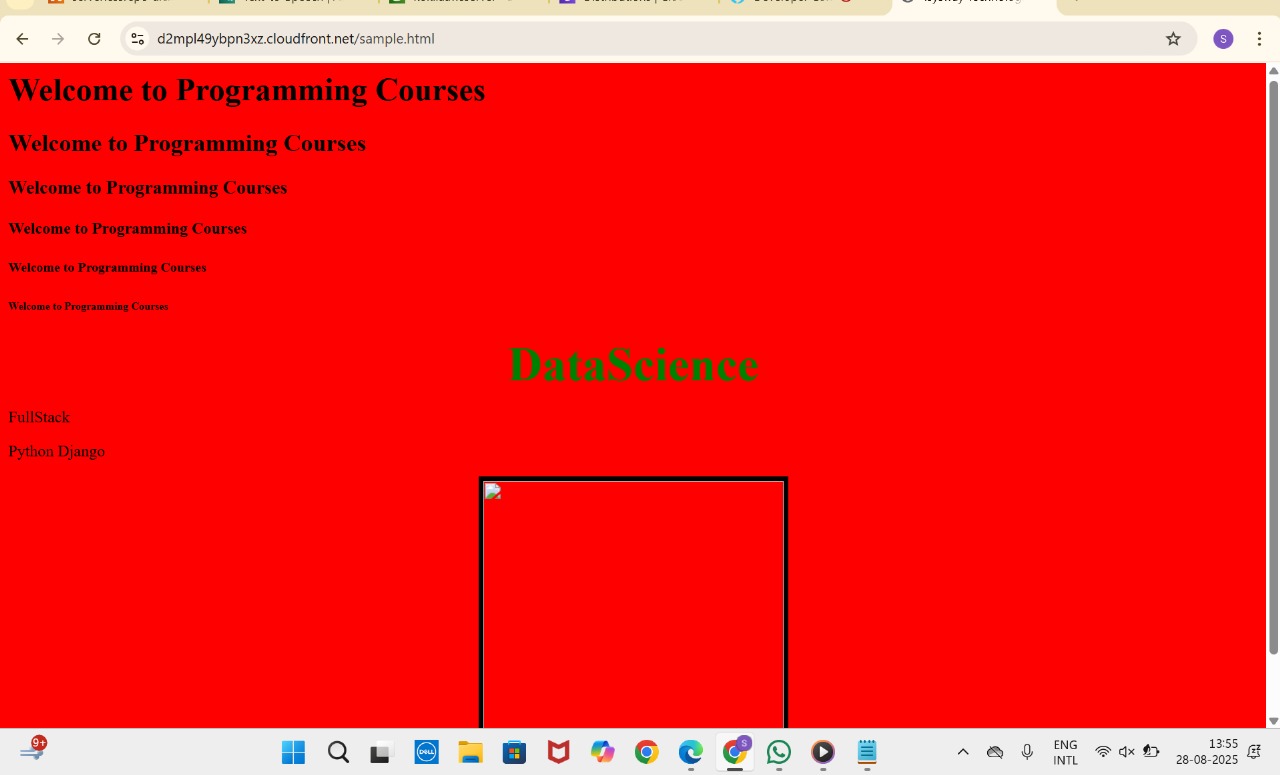 d2mpl49ybpn3xz.cloudfront.net/sample.html
S
Welcome to Programming Courses
Welcome to Programming Courses
Welcome to Programming Courses
Welcome to Programming Courses
Welcome to Programming Courses
Welcome to Programming Courses
DataScience
FullStack
Python Django
9+
DELL
S
ENG
INTL
13:55
28-08-2025